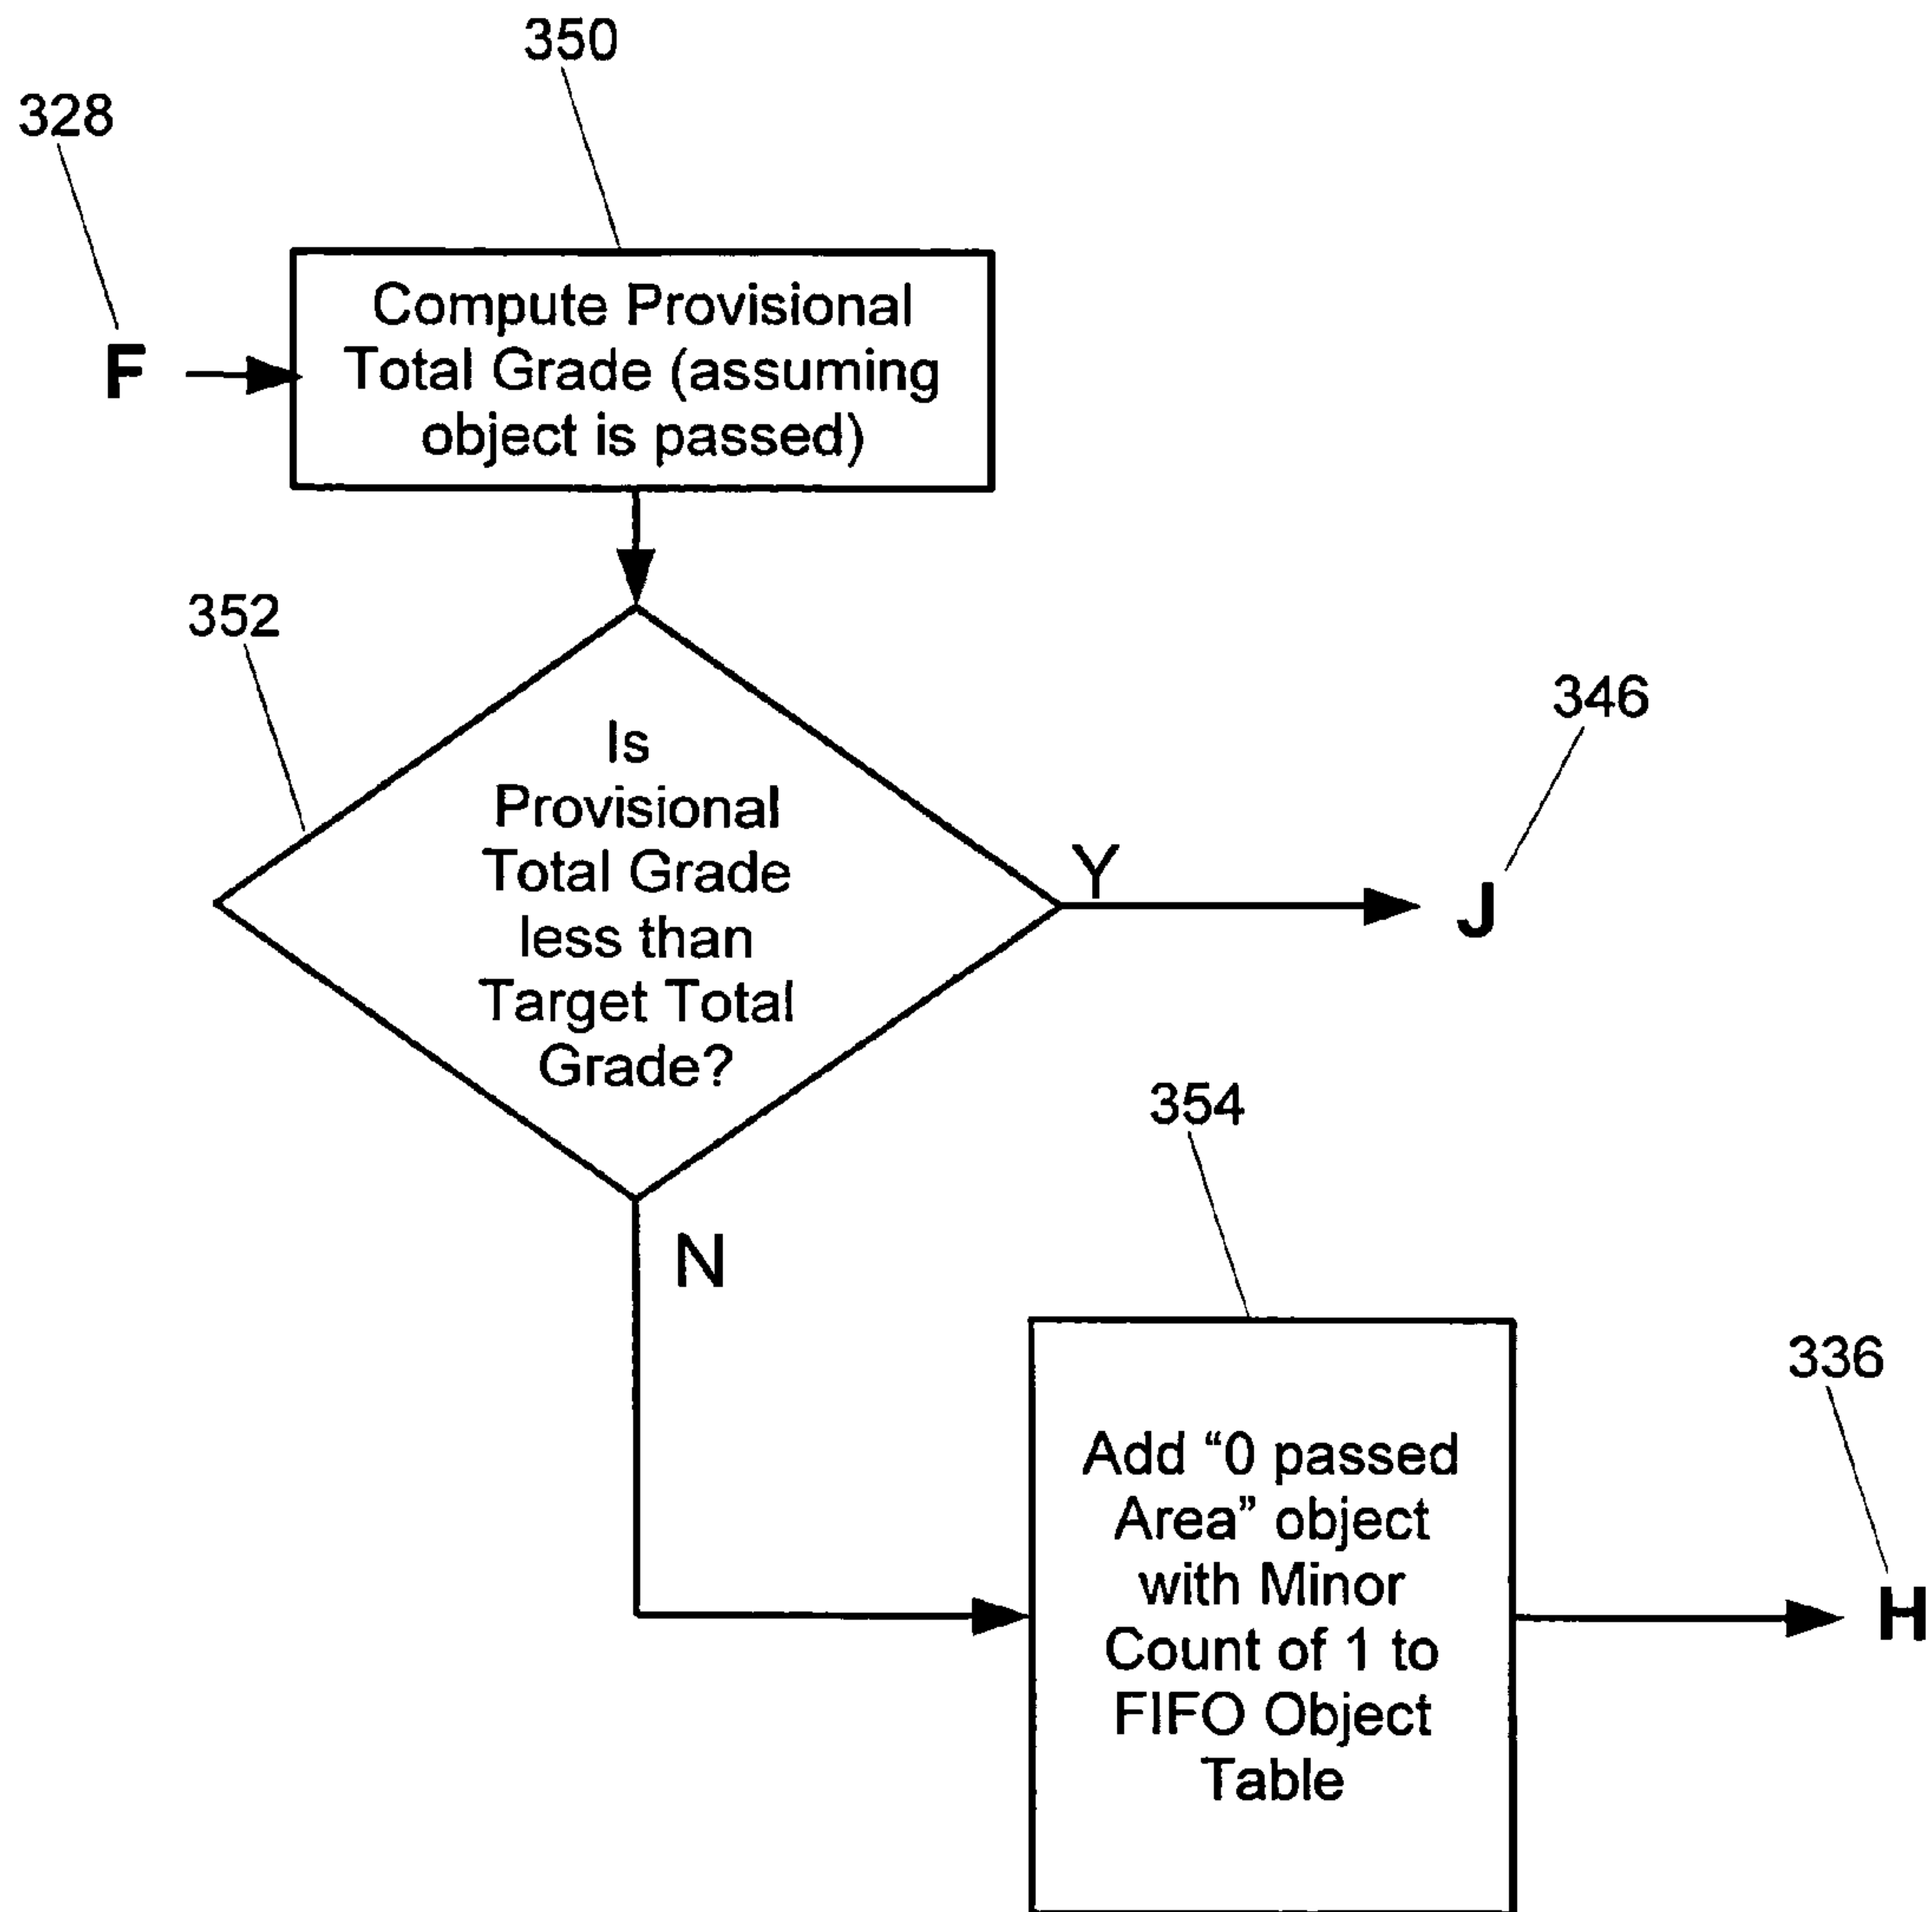 350
328
F
Compute Provisional
Total Grade (assuming
object is passed)
352
Is
Provisional
Total Grade
less than
Target Total
Grade?
Y
346
J
N
354
Add “0 passed
Area” object
with Minor
Count of 1 to
FIFO Object
Table
336
H